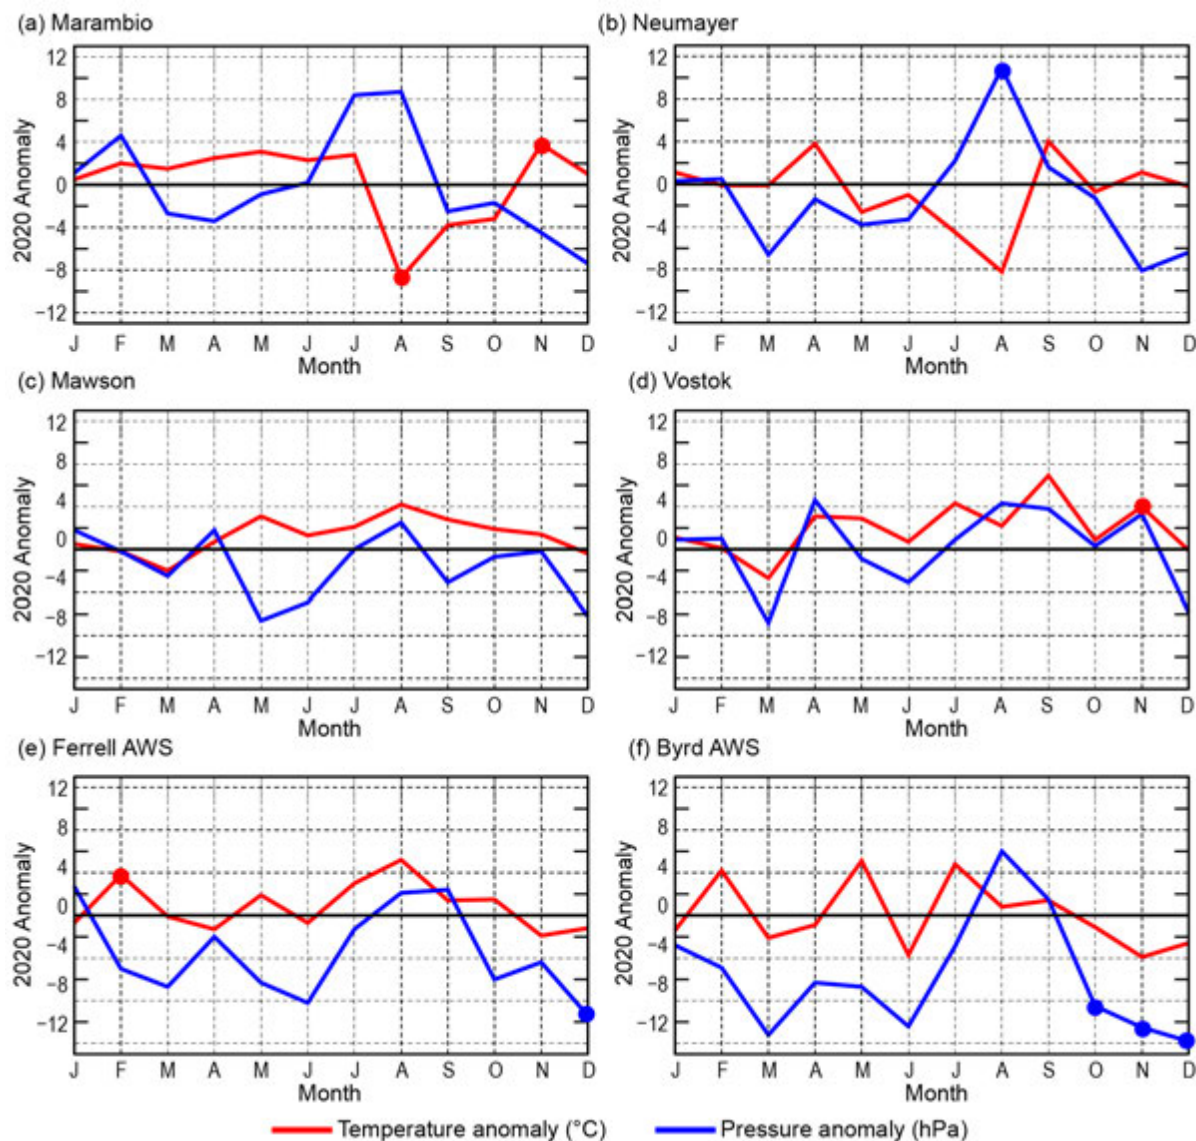 (a) Marambio
12
8
4
0
−4
−8
−12
2020 Anomaly
J F M A M J J A S O N D
Month
(b) Neumayer
12
8
4
0
−4
−8
−12
2020 Anomaly
J F M A M J J A S O N D
Month
(c) Mawson
12
8
4
0
−4
−8
−12
2020 Anomaly
J F M A M J J A S O N D
Month
(d) Vostok
12
8
4
0
−4
−8
−12
2020 Anomaly
J F M A M J J A S O N D
Month
(e) Ferrell AWS
12
8
4
0
−4
−8
−12
2020 Anomaly
J F M A M J J A S O N D
Month
(f) Byrd AWS
12
8
4
0
−4
−8
−12
2020 Anomaly
J F M A M J J A S O N D
Month
Temperature anomaly (°C) Pressure anomaly (hPa)